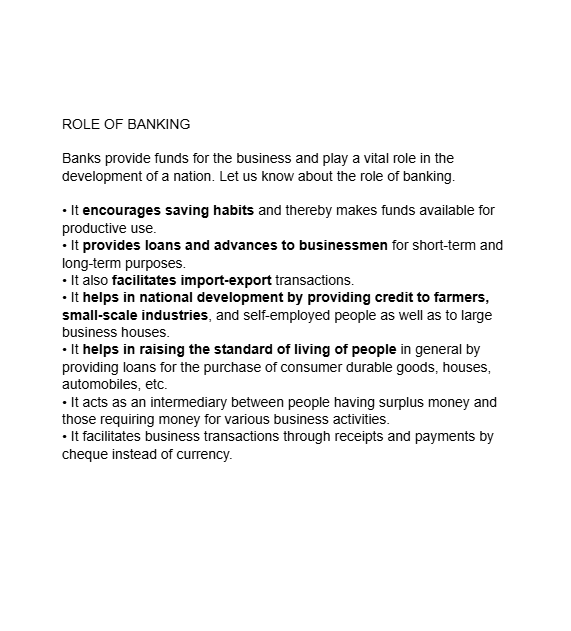 ROLE OF BANKING
Banks provide funds for the business and play a vital role in the
development of a nation. Let us know about the role of banking.
• It encourages saving habits and thereby makes funds available for
productive use.
• It provides loans and advances to businessmen for short-term and
long-term purposes.
• It also facilitates import-export transactions.
• It helps in national development by providing credit to farmers,
small-scale industries, and self-employed people as well as to large
business houses.
• It helps in raising the standard of living of people in general by
providing loans for the purchase of consumer durable goods, houses,
automobiles, etc.
• It acts as an intermediary between people having surplus money and
those requiring money for various business activities.
• It facilitates business transactions through receipts and payments by
cheque instead of currency.